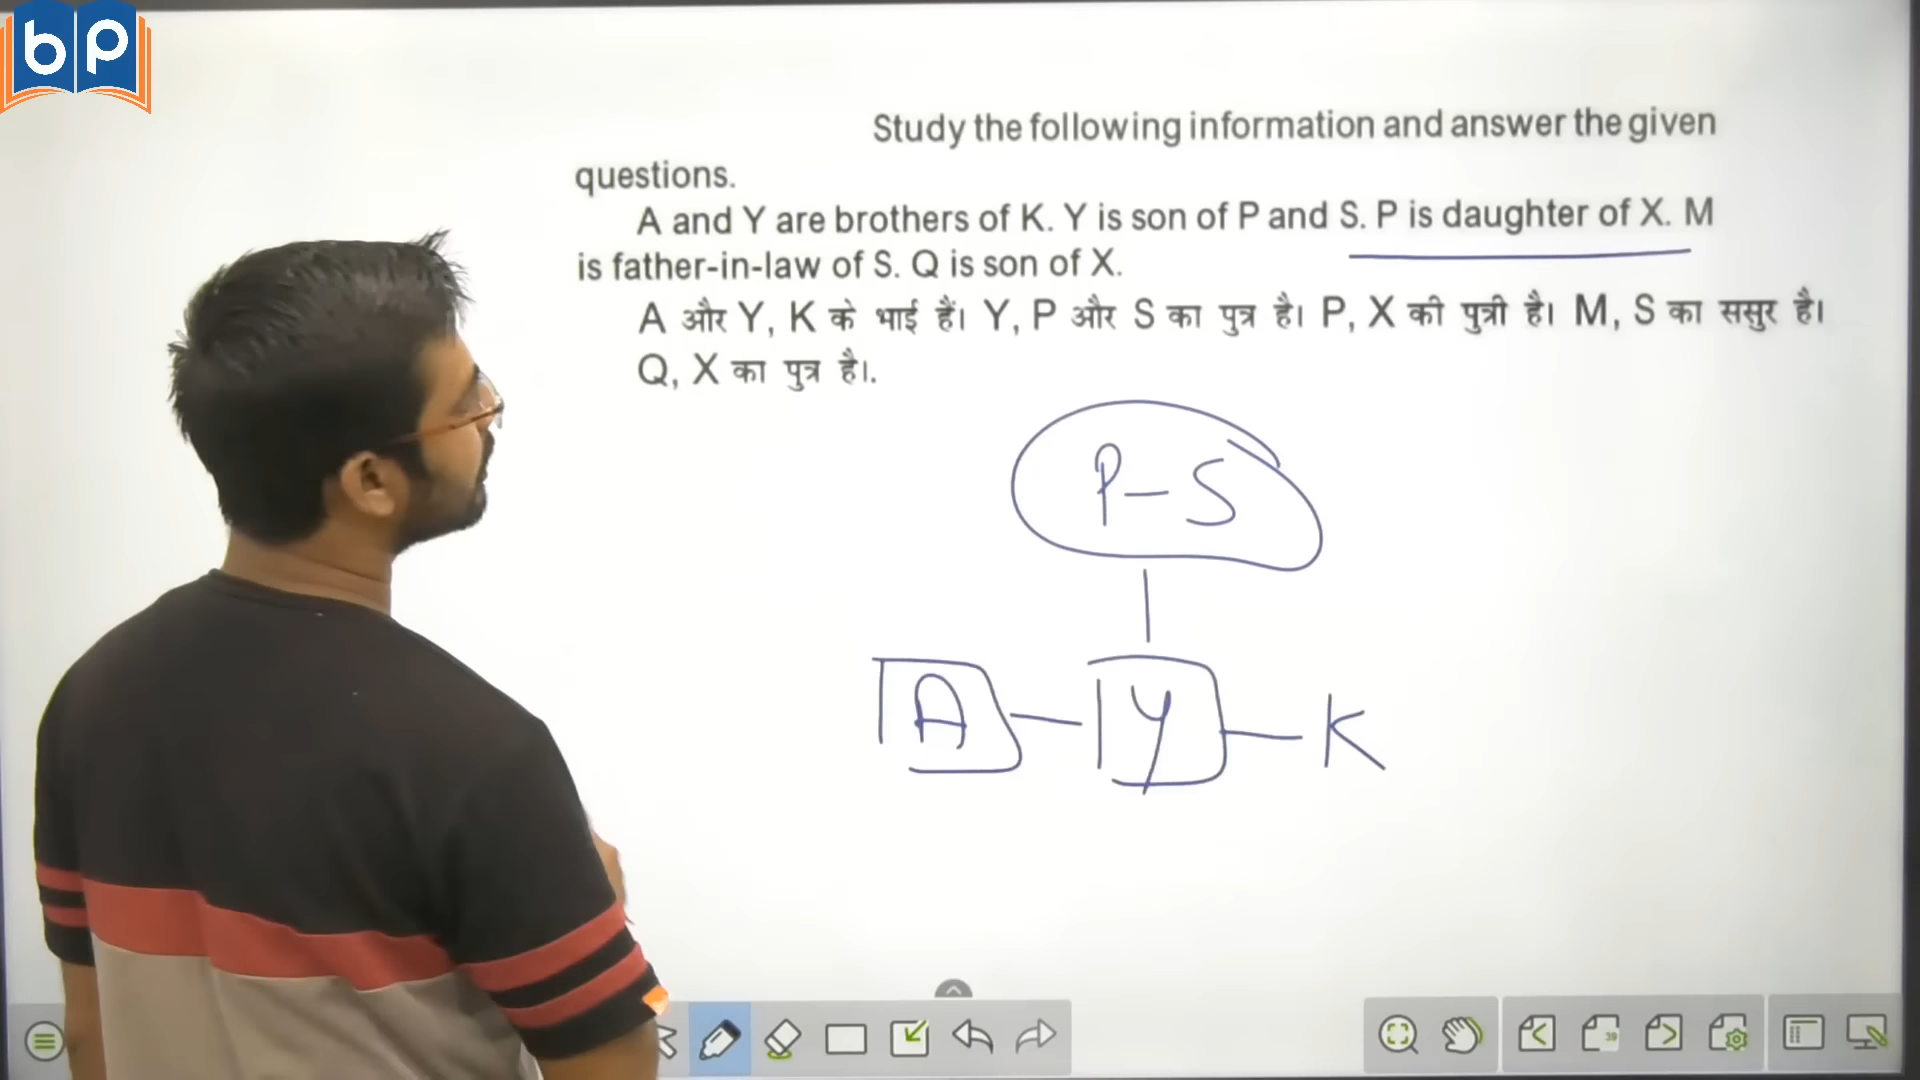 bp
Study the following information and answer the given
questions.
A and Y are brothers of K. Y is son of P and S. P is daughter of X. M
is father-in-law of S. Q is son of X.
A और Y, K के भाई हैं। Y, P और S का पुत्र है। P, X की पुत्री है। M, S का ससुर है।
Q, X का पुत्र है।.
P – S
A – Y – K
39